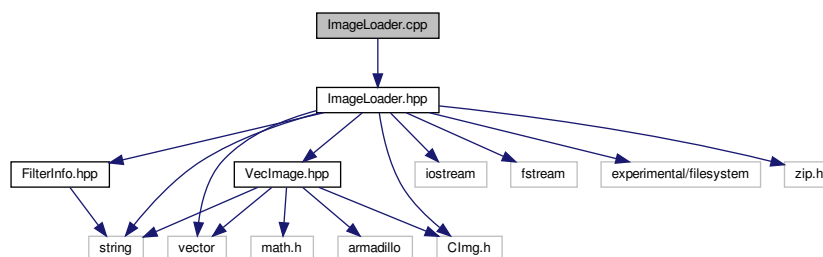 ImageLoader.cpp
ImageLoader.hpp
FilterInfo.hpp
VecImage.hpp
iostream
fstream
experimental/filesystem
zip.h
string
vector
math.h
armadillo
CImg.h